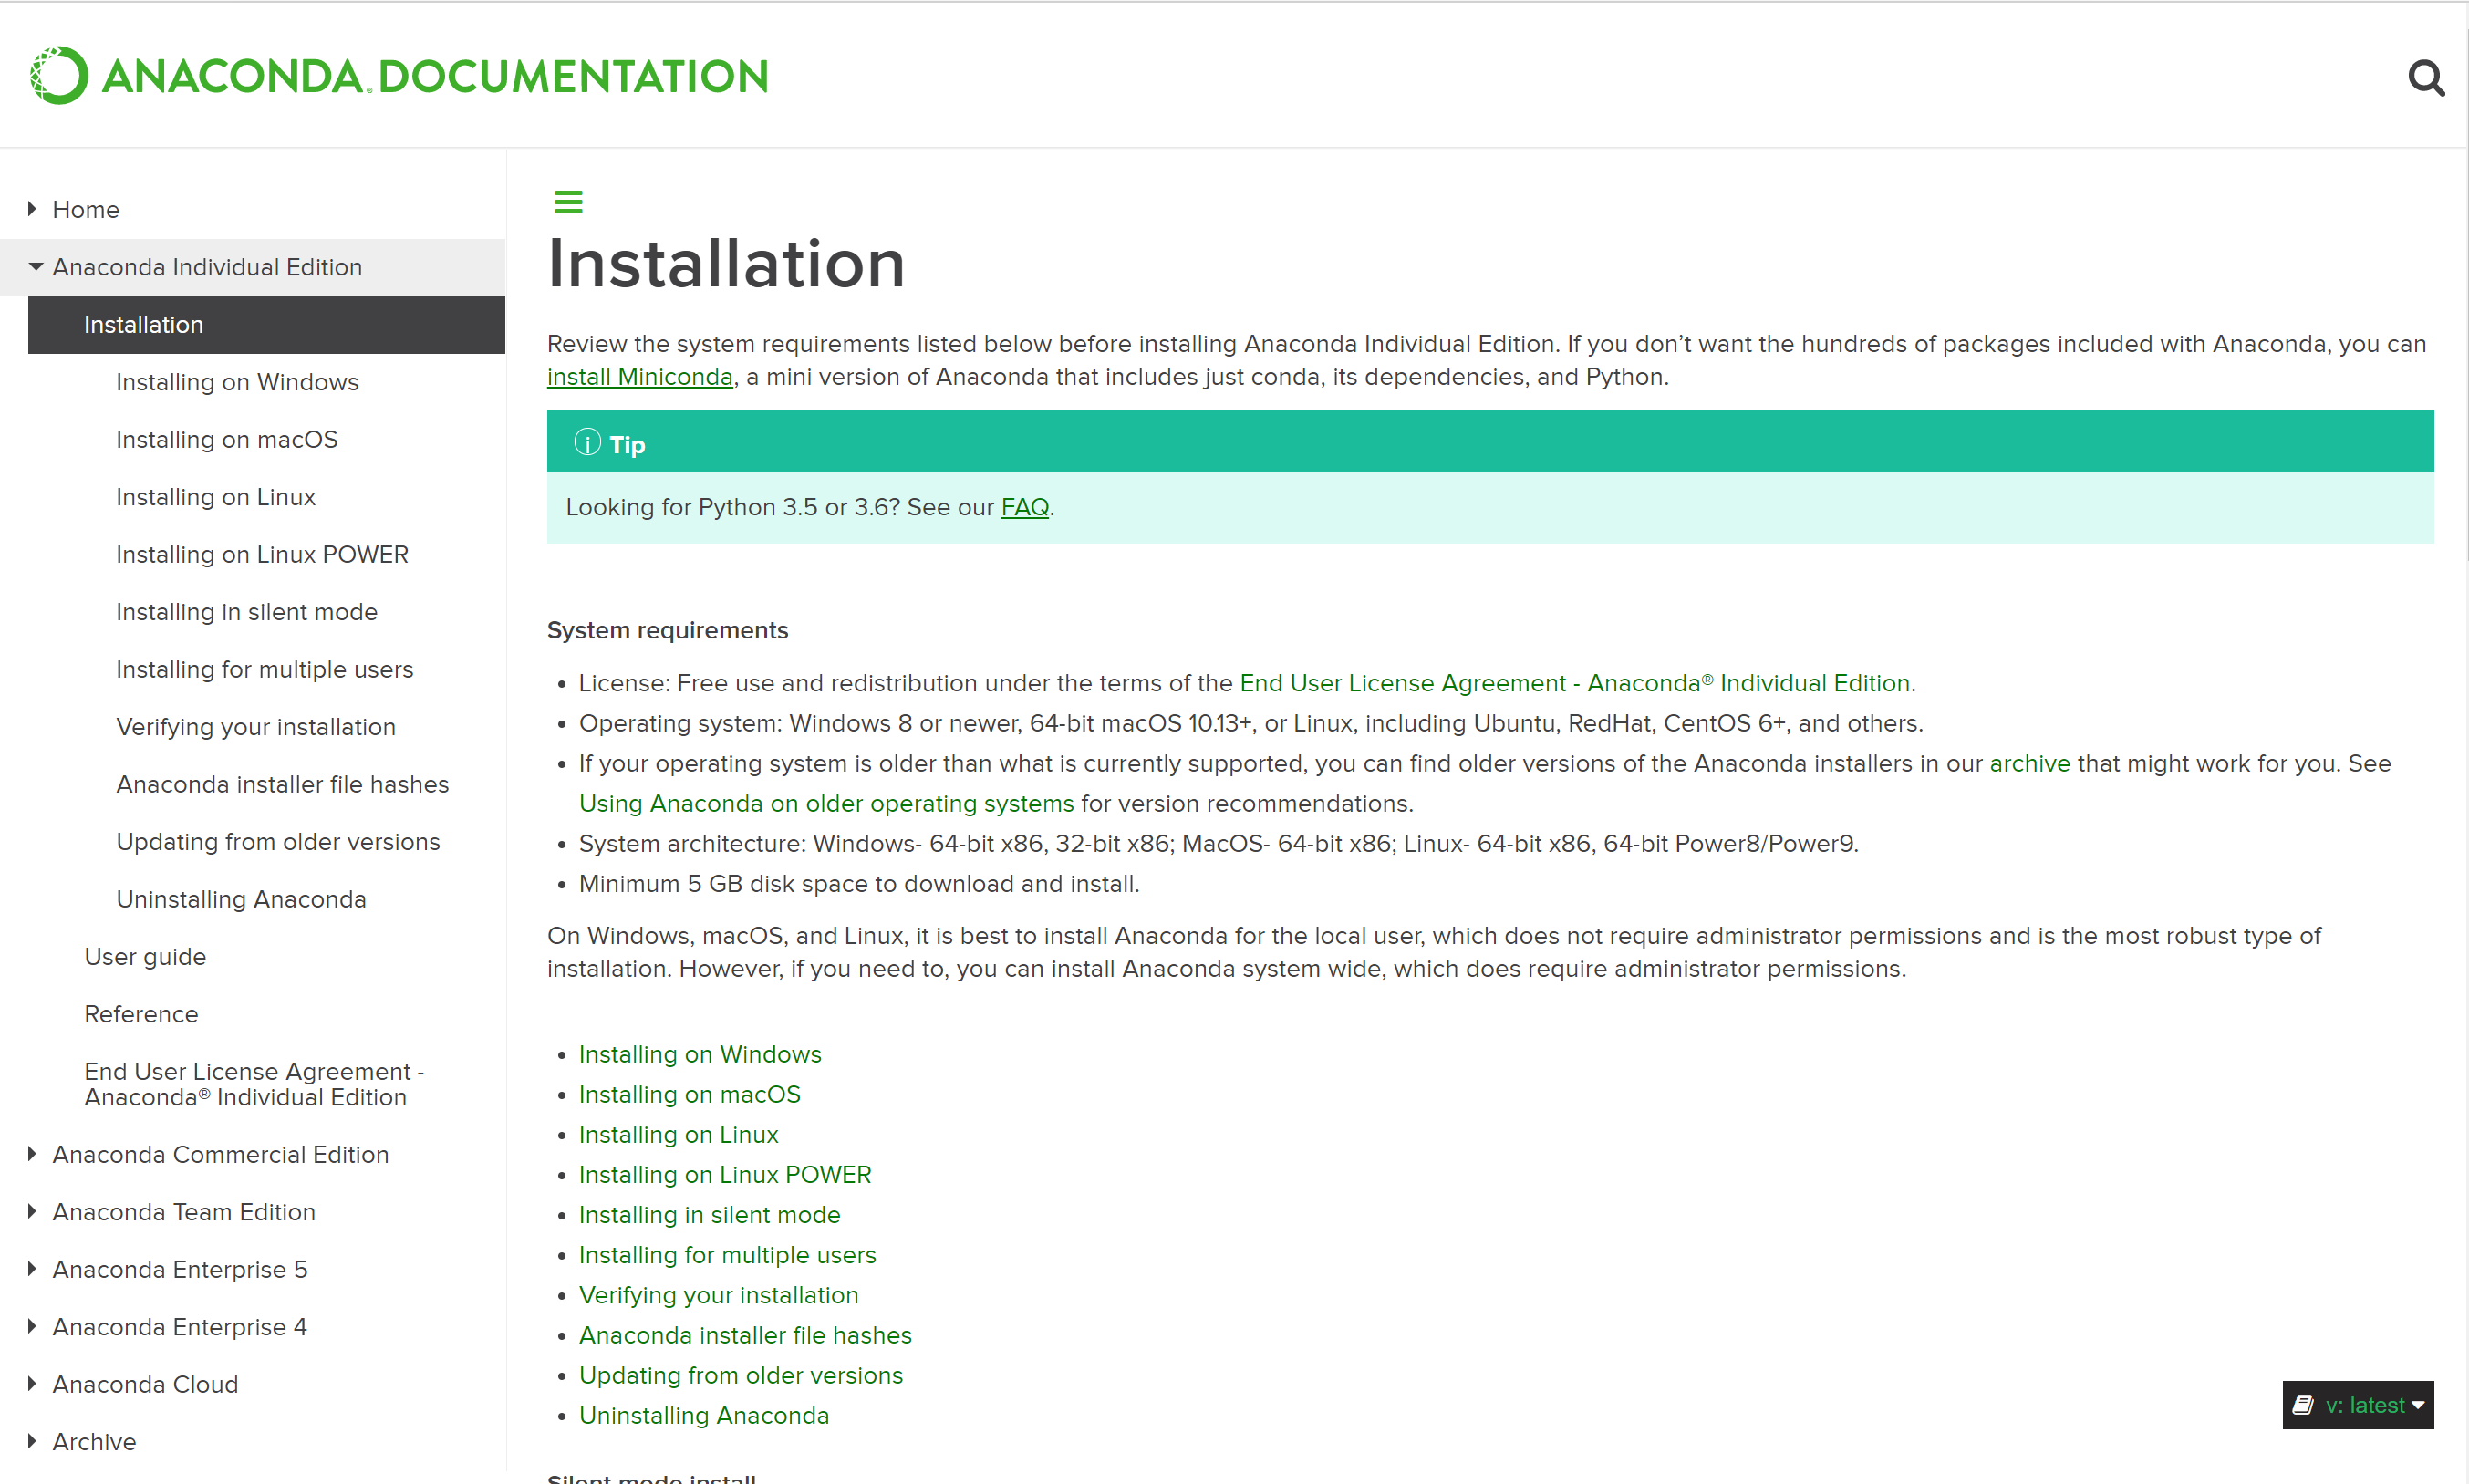 ANACONDA® DOCUMENTATION
Home
Anaconda Individual Edition
Installation
Installing on Windows
Installing on macOS
Installing on Linux
Installing on Linux POWER
Installing in silent mode
Installing for multiple users
Verifying your installation
Anaconda installer file hashes
Updating from older versions
Uninstalling Anaconda
User guide
Reference
End User License Agreement -
Anaconda® Individual Edition
Anaconda Commercial Edition
Anaconda Team Edition
Anaconda Enterprise 5
Anaconda Enterprise 4
Anaconda Cloud
Archive
Installation
Review the system requirements listed below before installing Anaconda Individual Edition. If you don’t want the hundreds of packages included with Anaconda, you can
install Miniconda, a mini version of Anaconda that includes just conda, its dependencies, and Python.
Tip
Looking for Python 3.5 or 3.6? See our FAQ.
System requirements
• License: Free use and redistribution under the terms of the End User License Agreement - Anaconda® Individual Edition.
• Operating system: Windows 8 or newer, 64-bit macOS 10.13+, or Linux, including Ubuntu, RedHat, CentOS 6+, and others.
• If your operating system is older than what is currently supported, you can find older versions of the Anaconda installers in our archive that might work for you. See
Using Anaconda on older operating systems for version recommendations.
• System architecture: Windows- 64-bit x86, 32-bit x86; MacOS- 64-bit x86; Linux- 64-bit x86, 64-bit Power8/Power9.
• Minimum 5 GB disk space to download and install.
On Windows, macOS, and Linux, it is best to install Anaconda for the local user, which does not require administrator permissions and is the most robust type of
installation. However, if you need to, you can install Anaconda system wide, which does require administrator permissions.
• Installing on Windows
• Installing on macOS
• Installing on Linux
• Installing on Linux POWER
• Installing in silent mode
• Installing for multiple users
• Verifying your installation
• Anaconda installer file hashes
• Updating from older versions
• Uninstalling Anaconda
v: latest
Silent mode install